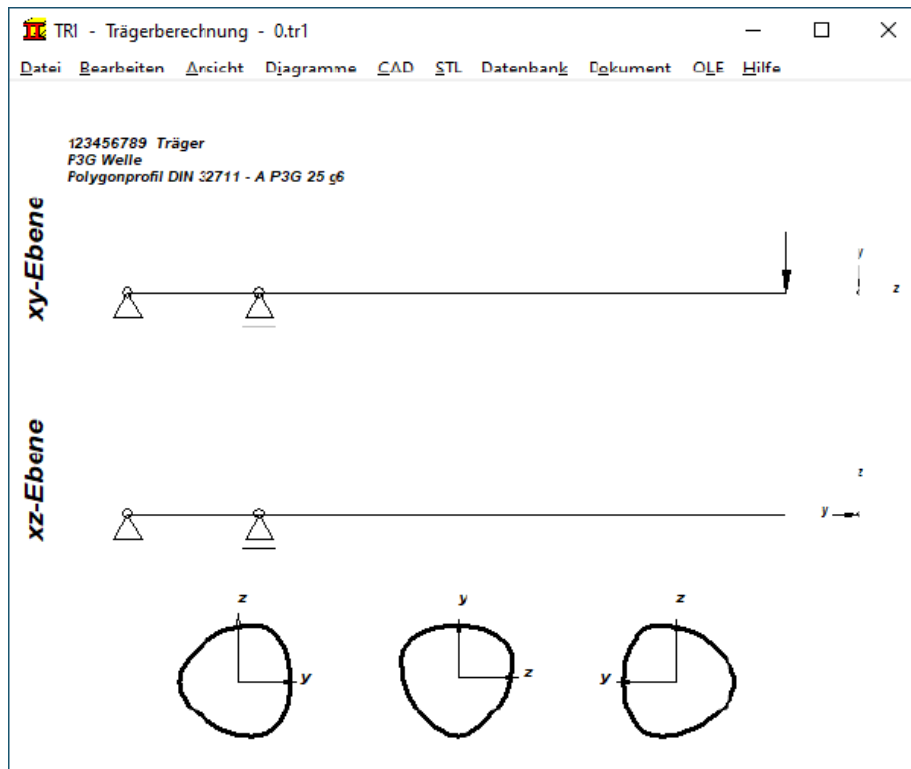 TR1 - Trägerberechnung - 0.tr1
Datei Bearbeiten Ansicht Diagramme CAD STL Datenbank Dokument OLE Hilfe
123456789 Träger
P3G Welle
Polygonprofil DIN 32711 - A P3G 25 g6
xy-Ebene
y
z
xz-Ebene
z
y
z
y
y
z
z
y